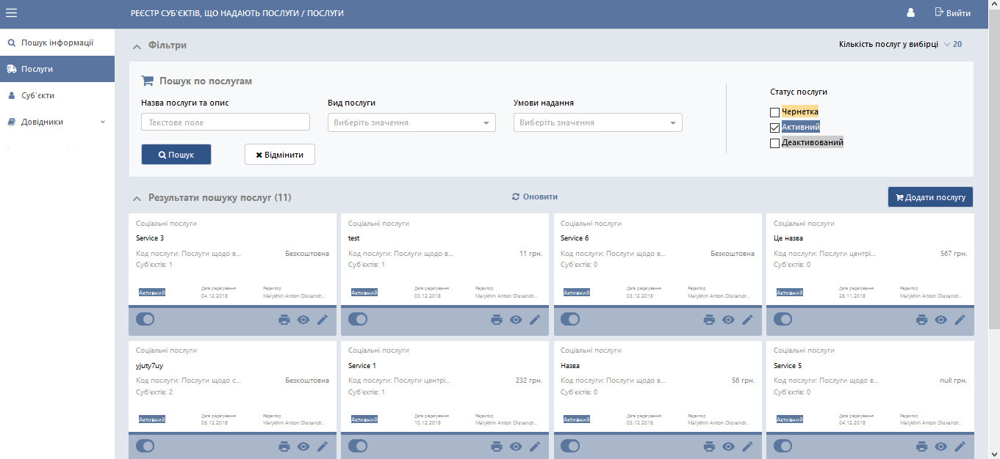 РЕЄСТР СУБ'ЄКТІВ, ЩО НАДАЮТЬ ПОСЛУГИ / ПОСЛУГИ
Вийти
Пошук інформації
Послуги
Суб'єкти
Довідники
Фільтри
Кількість послуг у вибірці 20
Пошук по послугам
Назва послуги та опис
Вид послуги
Умови надання
Текстове поле
Виберіть значення
Виберіть значення
Пошук
Відмінити
Статус послуги
Чернетка
Активний
Деактивований
Результати пошуку послуг (11)
Оновити
Додати послугу
Соціальні послуги
Service 3
Код послуги: Послуги щодо в... Безкоштовна
Суб'єктів: 1
Активний
Дата редагування
04.12.2018
Редактор
Malykhin Anton Olexandr...
Соціальні послуги
test
Код послуги: Послуги щодо в... 11 грн.
Суб'єктів: 1
Активний
Дата редагування
03.12.2018
Редактор
Malykhin Anton Olexandr...
Соціальні послуги
Service 6
Код послуги: Послуги щодо в... Безкоштовна
Суб'єктів: 0
Активний
Дата редагування
03.12.2018
Редактор
Malykhin Anton Olexandr...
Соціальні послуги
Це назва
Код послуги: Послуги центрі... 567 грн.
Суб'єктів: 0
Активний
Дата редагування
28.11.2018
Редактор
Malykhin Anton Olexandr...
Соціальні послуги
yjuty7uy
Код послуги: Послуги щодо с... Безкоштовна
Суб'єктів: 2
Активний
Дата редагування
05.12.2018
Редактор
Malykhin Anton Olexandr...
Соціальні послуги
Service 1
Код послуги: Послуги центрі... 232 грн.
Суб'єктів: 1
Активний
Дата редагування
10.12.2018
Редактор
Malykhin Anton Olexandr...
Соціальні послуги
Назва
Код послуги: Послуги щодо в... 56 грн.
Суб'єктів: 0
Активний
Дата редагування
03.12.2018
Редактор
Malykhin Anton Olexandr...
Соціальні послуги
Service 5
Код послуги: Послуги щодо в... null грн.
Суб'єктів: 0
Активний
Дата редагування
04.12.2018
Редактор
Malykhin Anton Olexandr...